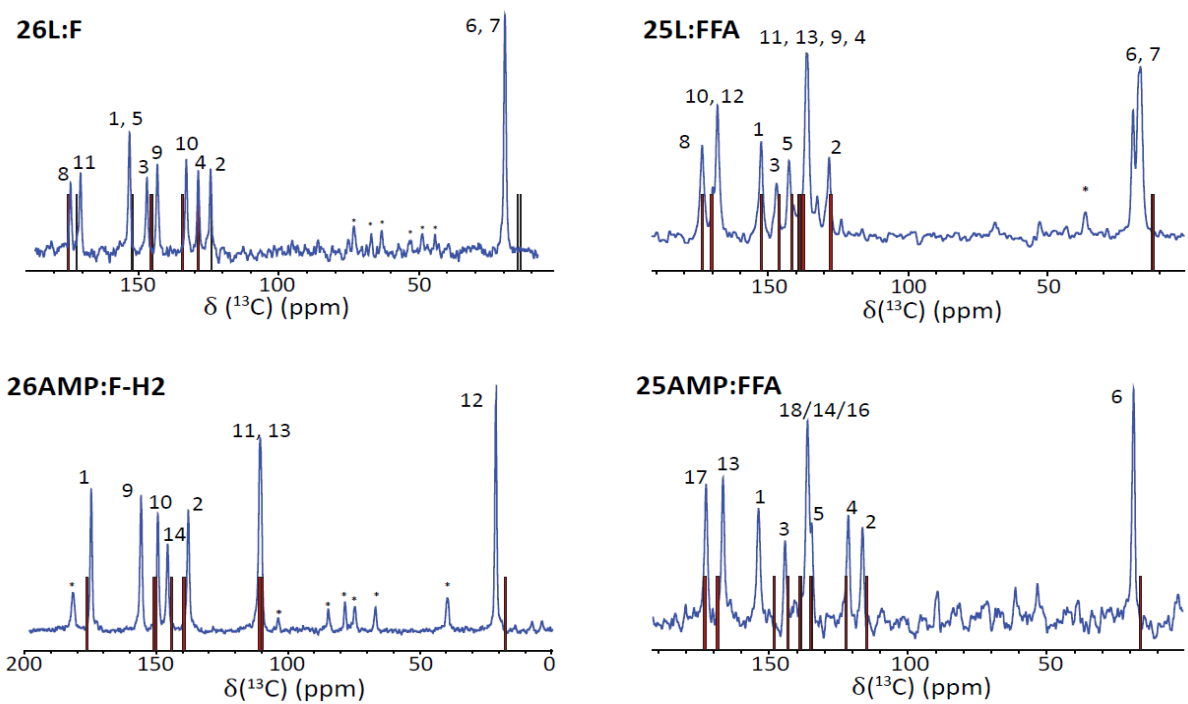 26L:F
6, 7
1, 5
8
11
3
9
10
4
2
* * * * * *
150 100 50
δ (¹³C) (ppm)
25L:FFA
11, 13, 9, 4
6, 7
10, 12
8
1
3
5
2
*
150 100 50
δ(¹³C) (ppm)
26AMP:F-H2
12
11, 13
1
9
10
14
2
* * * * * * *
200 150 100 50 0
δ(¹³C) (ppm)
25AMP:FFA
18/14/16
6
17
13
1
3
5
4
2
150 100 50
δ(¹³C) (ppm)